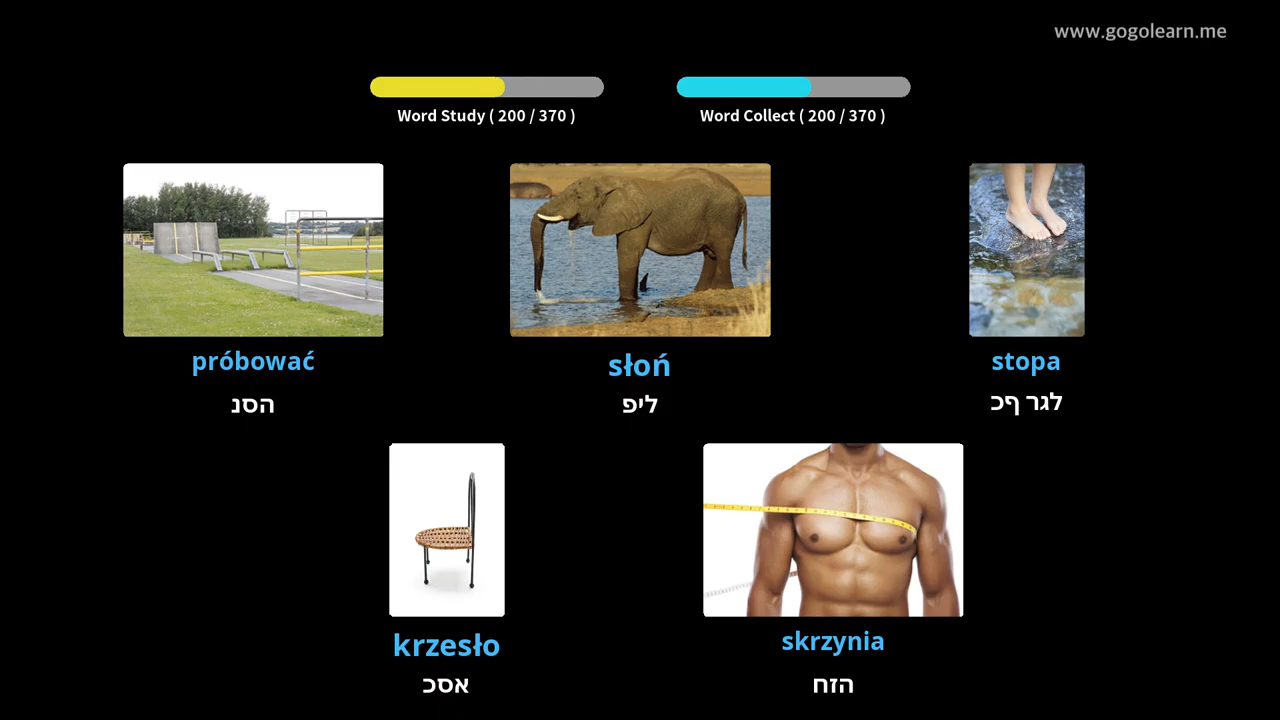 www.gogolearn.me
Word Study ( 200 / 370 )
Word Collect ( 200 / 370 )
próbować
הסנ
słoń
ליפ
stopa
לגר ףכ
krzesło
אסכ
skrzynia
הזח